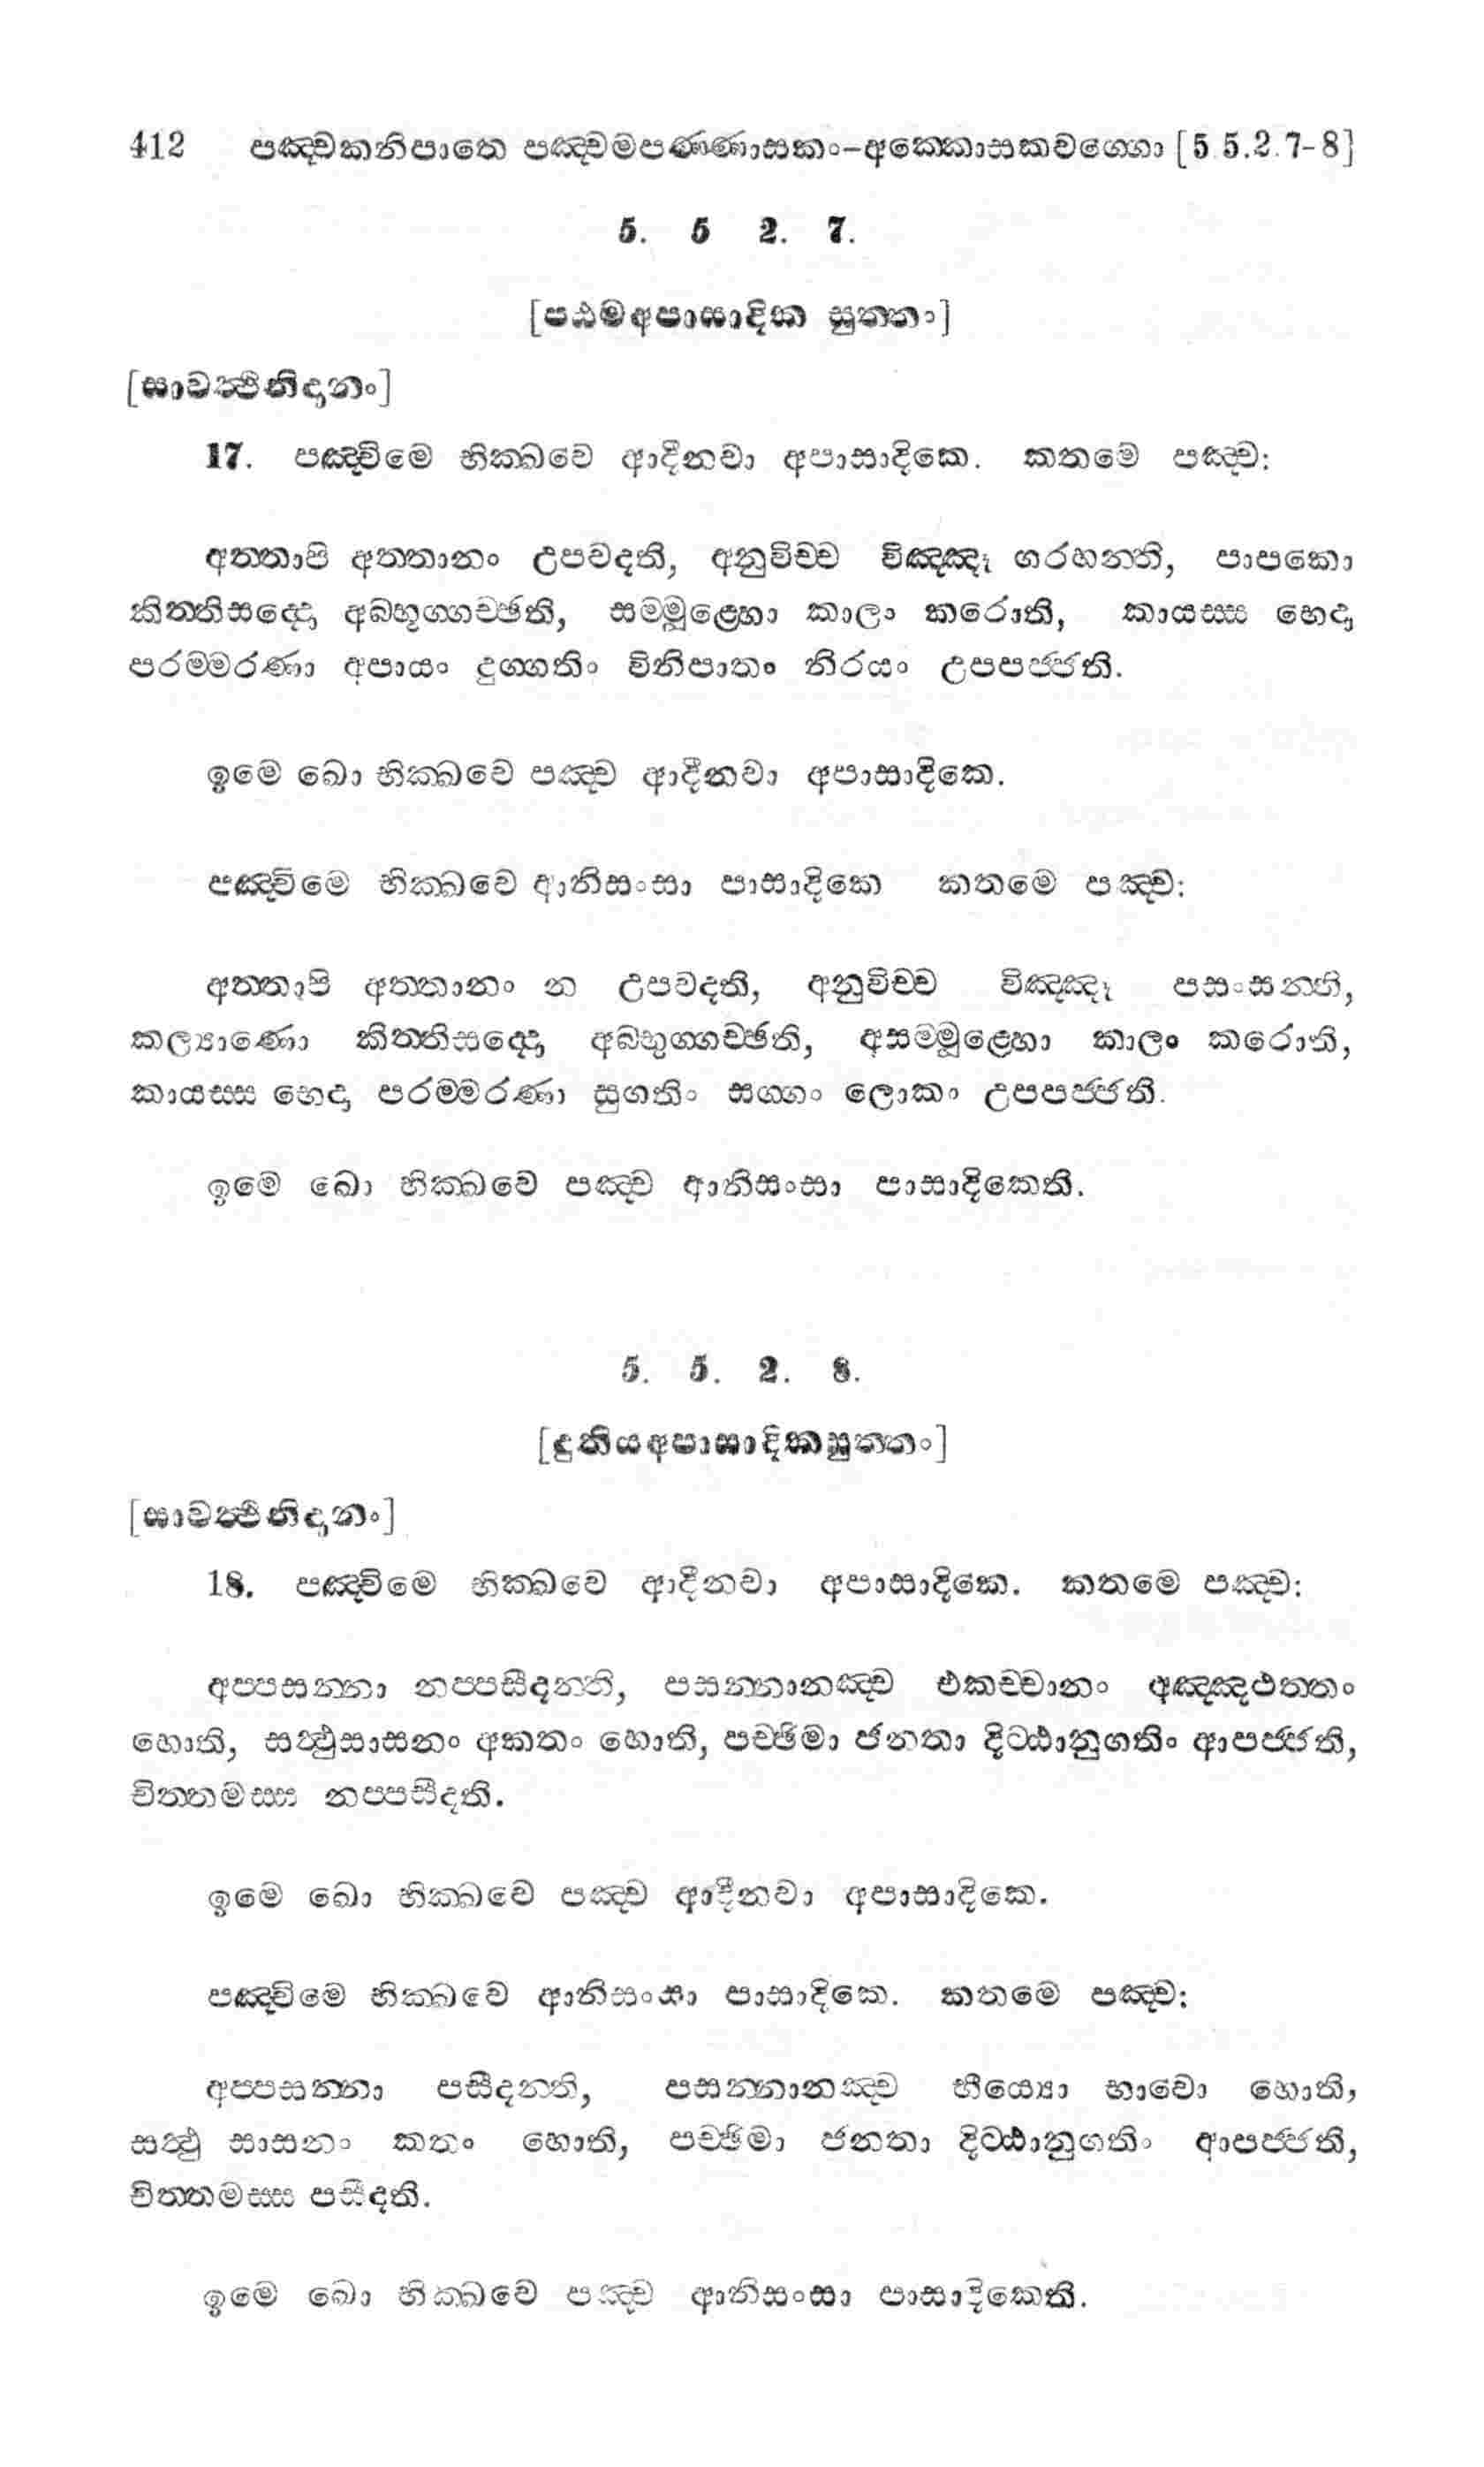 412 පඤ්චකනිපාතෙ පඤ්චමපණ්ණාසකං-අක්කොසකවග්ගො [5 5.2.7-8]
5. 5 2. 7.
[පඨමඅපාසාදික සුත්තං]
[සාවත්ථිනිදානං]
17. පඤ්චිමෙ භික්ඛවෙ ආදීනවා අපාසාදිකෙ. කතමෙ පඤ්ච:
අත්තාපි අත්තානං උපවදති, අනුවිච්ච විඤ්ඤූ ගරහන්ති, පාපකො
කිත්තිසද්දො අබ්භූග්ගච්ඡති, සම්මූළ්හො කාලං කරොති, කායස්ස භෙදා
පරම්මරණා අපායං දුග්ගතිං විනිපාතං නිරයං උපපජ්ජති.
ඉමෙ ඛො භික්ඛවෙ පඤ්ච ආදීනවා අපාසාදිකෙ.
පඤ්චිමෙ භික්ඛවෙ ආනිසංසා පාසාදිකෙ කතමෙ පඤ්ච:
අත්තාපි අත්තානං න උපවදති, අනුවිච්ච විඤ්ඤූ පසංසන්ති,
කල්‍යාණො කිත්තිසද්දො අබ්භුග්ගච්ඡති, අසම්මූළ්හො කාලං කරොති,
කායස්ස භෙදා පරම්මරණා සුගතිං සග්ගං ලොකං උපපජ්ජති.
ඉමෙ ඛො භික්ඛවෙ පඤ්ච ආනිසංසා පාසාදිකෙති.
5. 5. 2. 8.
[දුතියඅපාසාදිකසුත්තං]
[සාවත්ථිනිදානං]
18. පඤ්චිමෙ භික්ඛවෙ ආදීනවා අපාසාදිකෙ. කතමෙ පඤ්ච:
අප්පසන්නා නප්පසීදන්ති, පසන්නානඤ්ච එකච්චානං අඤ්ඤථත්තං
හොති, සත්ථුසාසනං අකතං හොති, පච්ඡිමා ජනතා දිට්ඨානුගතිං ආපජ්ජති,
චිත්තමස්ස නප්පසීදති.
ඉමෙ ඛො භික්ඛවෙ පඤ්ච ආදීනවා අපාසාදිකෙ.
පඤ්චිමෙ භික්ඛවෙ ආනිසංසා පාසාදිකෙ. කතමෙ පඤ්ච:
අප්පසන්නා පසීදන්ති, පසන්නානඤ්ච භීය්‍යො භාවො හොති,
සත්ථු සාසනං කතං හොති, පච්ඡිමා ජනතා දිට්ඨානුගතිං ආපජ්ජති,
චිත්තමස්ස පසීදති.
ඉමෙ ඛො භික්ඛවෙ පඤ්ච ආනිසංසා පාසාදිකෙති.